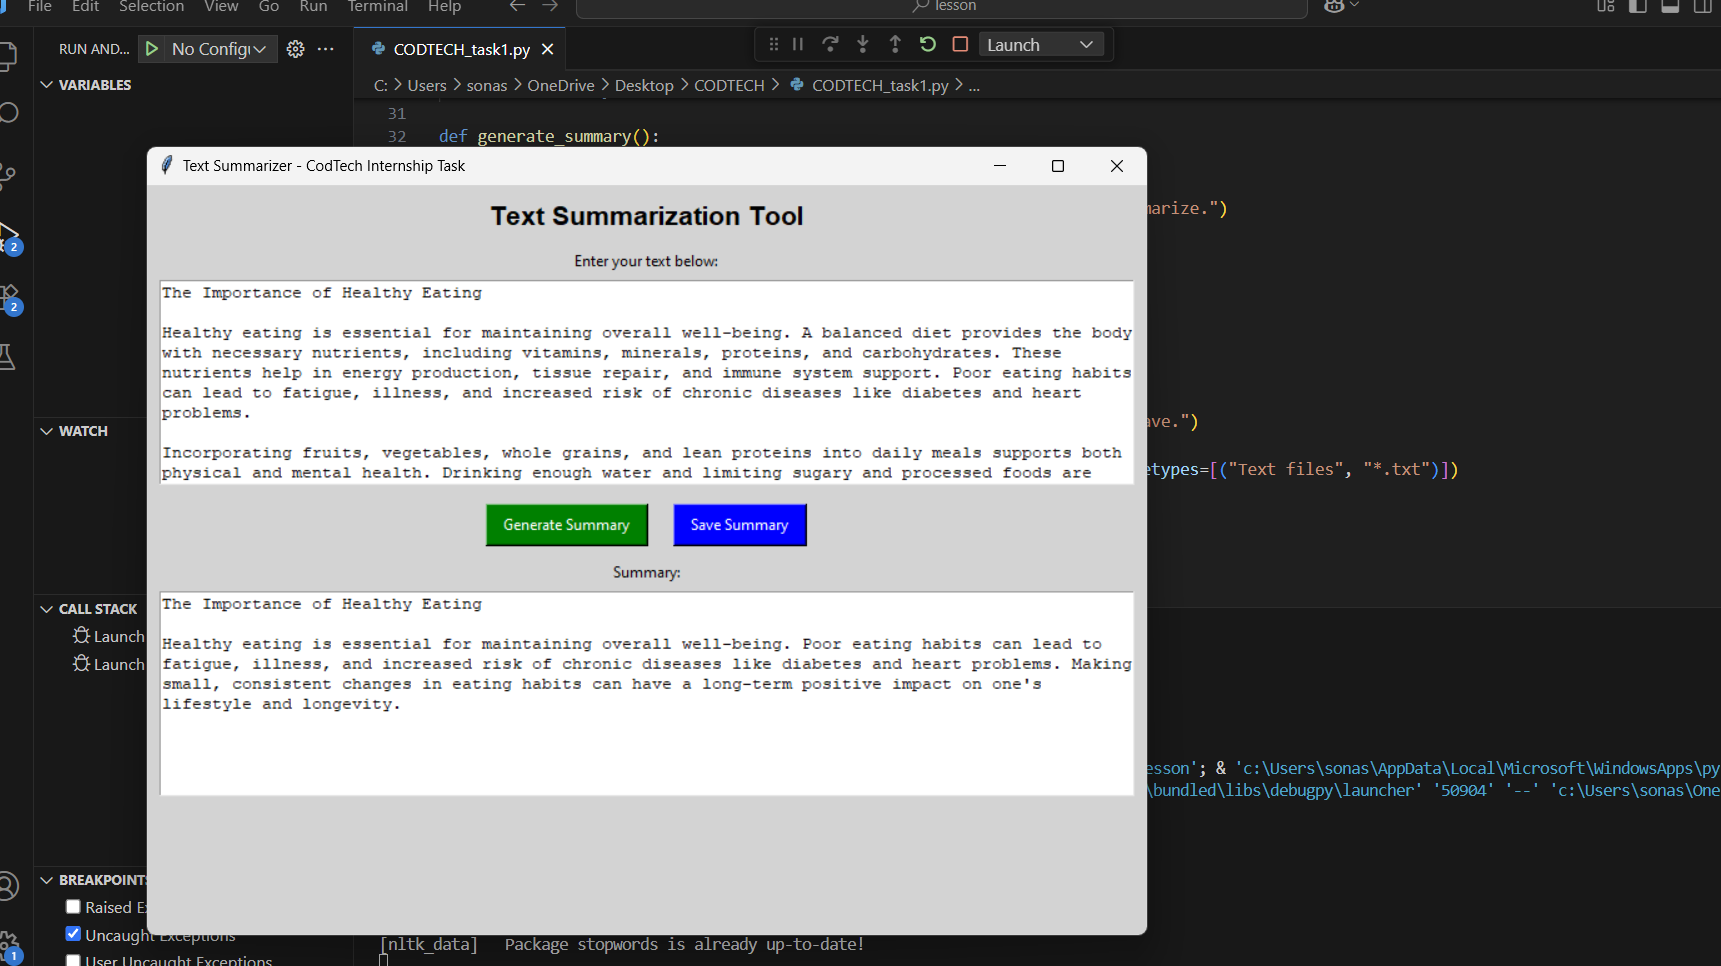 File Edit Selection View Go Run Terminal Help lesson
RUN AND... No Config Launch
CODTECH_task1.py
VARIABLES
C: > Users > sonas > OneDrive > Desktop > CODTECH > CODTECH_task1.py > ...
31
32 def generate_summary():
Text Summarizer - CodTech Internship Task
marize.")
Text Summarization Tool
Enter your text below:
The Importance of Healthy Eating
Healthy eating is essential for maintaining overall well-being. A balanced diet provides the body
with necessary nutrients, including vitamins, minerals, proteins, and carbohydrates. These
nutrients help in energy production, tissue repair, and immune system support. Poor eating habits
can lead to fatigue, illness, and increased risk of chronic diseases like diabetes and heart
problems.
ave.")
WATCH
Incorporating fruits, vegetables, whole grains, and lean proteins into daily meals supports both
physical and mental health. Drinking enough water and limiting sugary and processed foods are
etypes=[("Text files", "*.txt")])
2
2
Generate Summary Save Summary
Summary:
The Importance of Healthy Eating
CALL STACK
Launch
Launch
Healthy eating is essential for maintaining overall well-being. Poor eating habits can lead to
fatigue, illness, and increased risk of chronic diseases like diabetes and heart problems. Making
small, consistent changes in eating habits can have a long-term positive impact on one's
lifestyle and longevity.
esson'; & 'c:\Users\sonas\AppData\Local\Microsoft\WindowsApps\py
\bundled\libs\debugpy\launcher' '50904' '--' 'c:\Users\sonas\One
BREAKPOINTS
Raised Ex
Uncaught Exceptions
[nltk_data] Package stopwords is already up-to-date!
User Uncaught Exceptions
1